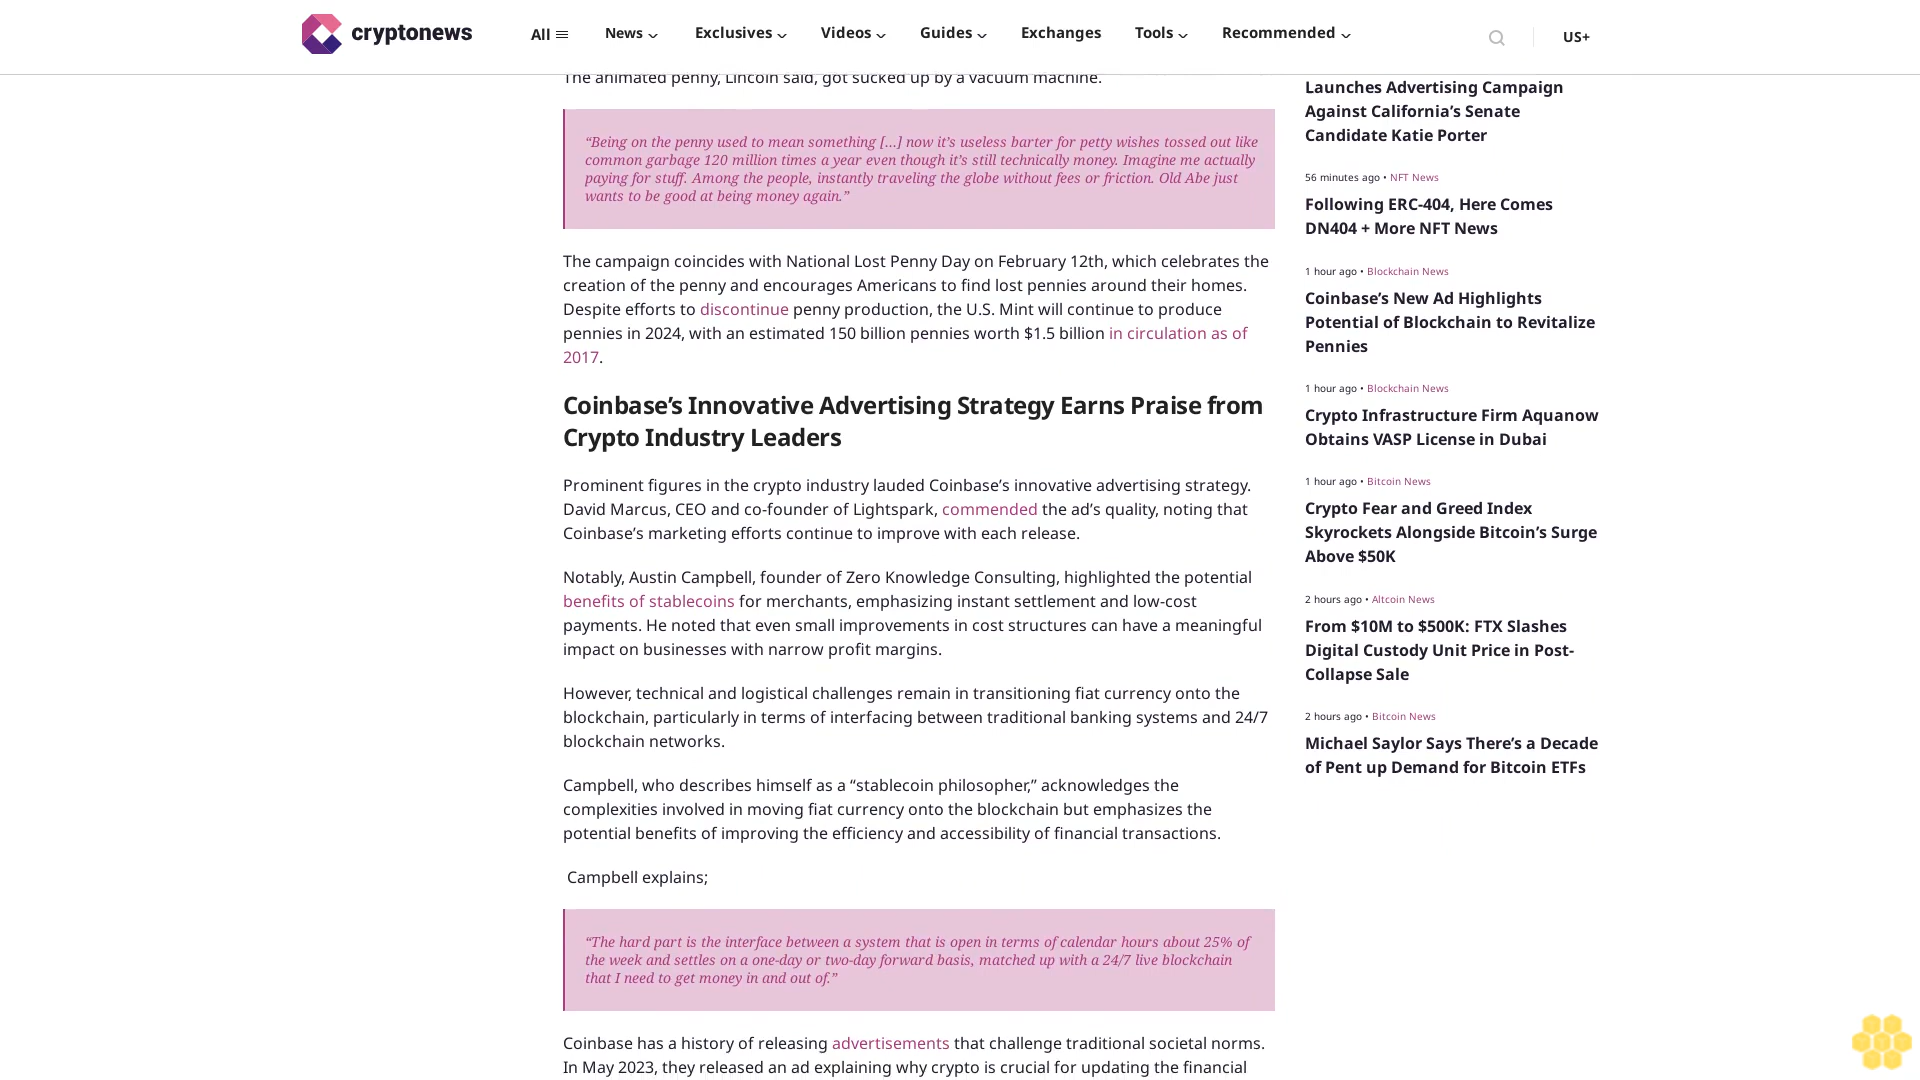 cryptonews
All
News
Exclusives
Videos
Guides
Exchanges
Tools
Recommended
US+
The animated penny, Lincoln said, got sucked up by a vacuum machine.
“Being on the penny used to mean something […] now it’s useless barter for petty wishes tossed out like
common garbage 120 million times a year even though it’s still technically money. Imagine me actually
paying for stuff. Among the people, instantly traveling the globe without fees or friction. Old Abe just
wants to be good at being money again.”
The campaign coincides with National Lost Penny Day on February 12th, which celebrates the
creation of the penny and encourages Americans to find lost pennies around their homes.
Despite efforts to discontinue penny production, the U.S. Mint will continue to produce
pennies in 2024, with an estimated 150 billion pennies worth $1.5 billion in circulation as of
2017.
Coinbase’s Innovative Advertising Strategy Earns Praise from
Crypto Industry Leaders
Prominent figures in the crypto industry lauded Coinbase’s innovative advertising strategy.
David Marcus, CEO and co-founder of Lightspark, commended the ad’s quality, noting that
Coinbase’s marketing efforts continue to improve with each release.
Notably, Austin Campbell, founder of Zero Knowledge Consulting, highlighted the potential
benefits of stablecoins for merchants, emphasizing instant settlement and low-cost
payments. He noted that even small improvements in cost structures can have a meaningful
impact on businesses with narrow profit margins.
However, technical and logistical challenges remain in transitioning fiat currency onto the
blockchain, particularly in terms of interfacing between traditional banking systems and 24/7
blockchain networks.
Campbell, who describes himself as a “stablecoin philosopher,” acknowledges the
complexities involved in moving fiat currency onto the blockchain but emphasizes the
potential benefits of improving the efficiency and accessibility of financial transactions.
Campbell explains;
“The hard part is the interface between a system that is open in terms of calendar hours about 25% of
the week and settles on a one-day or two-day forward basis, matched up with a 24/7 live blockchain
that I need to get money in and out of.”
Coinbase has a history of releasing advertisements that challenge traditional societal norms.
In May 2023, they released an ad explaining why crypto is crucial for updating the financial
Launches Advertising Campaign
Against California’s Senate
Candidate Katie Porter
56 minutes ago • NFT News
Following ERC-404, Here Comes
DN404 + More NFT News
1 hour ago • Blockchain News
Coinbase’s New Ad Highlights
Potential of Blockchain to Revitalize
Pennies
1 hour ago • Blockchain News
Crypto Infrastructure Firm Aquanow
Obtains VASP License in Dubai
1 hour ago • Bitcoin News
Crypto Fear and Greed Index
Skyrockets Alongside Bitcoin’s Surge
Above $50K
2 hours ago • Altcoin News
From $10M to $500K: FTX Slashes
Digital Custody Unit Price in Post-
Collapse Sale
2 hours ago • Bitcoin News
Michael Saylor Says There’s a Decade
of Pent up Demand for Bitcoin ETFs